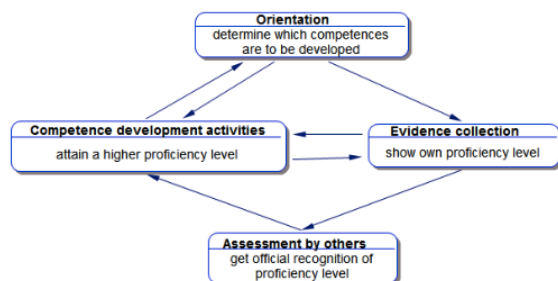 Orientation
determine which competences
are to be developed
Competence development activities
attain a higher proficiency level
Evidence collection
show own proficiency level
Assessment by others
get official recognition of
proficiency level